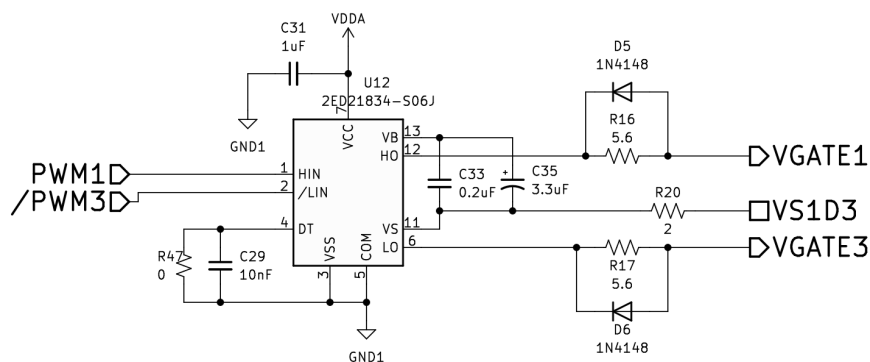 VDDA
C31
1uF
GND1
U12
2ED21834-S06J
7
VCC
D5
1N4148
R16
5.6
VB 13
HO 12
VGATE1
PWM1
1 HIN
/PWM3
2 /LIN
C33
0.2uF
+
C35
3.3uF
R20
2
VS1D3
4 DT
VS 11
LO 6
VGATE3
R47
0
C29
10nF
VSS
3
COM
5
R17
5.6
D6
1N4148
GND1